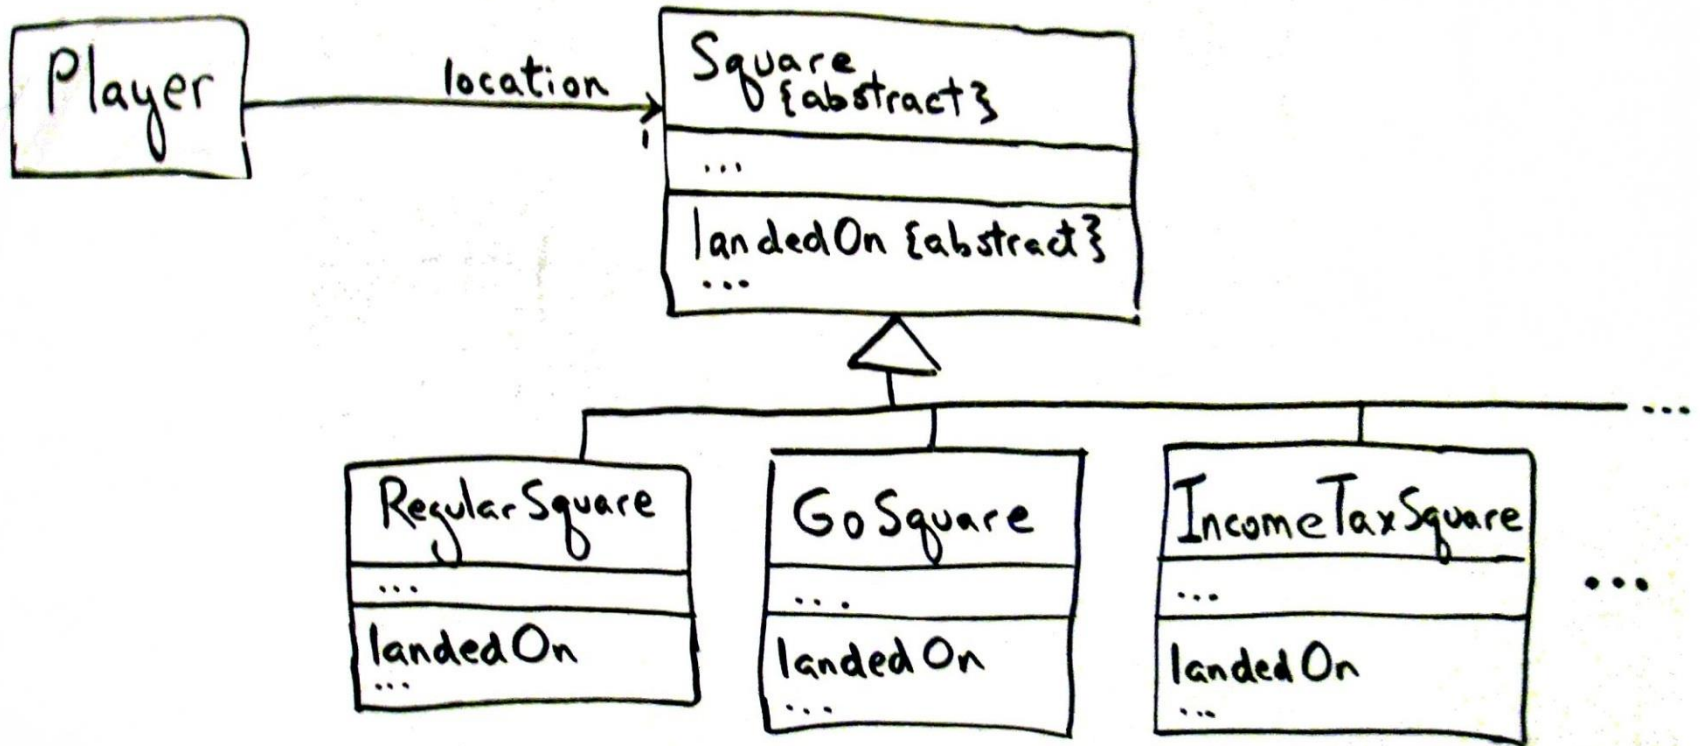 Player
location
1
Square
{abstract}
...
landedOn {abstract}
...
...
RegularSquare
...
landedOn
...
GoSquare
...
landedOn
...
IncomeTaxSquare
...
landedOn
...
...